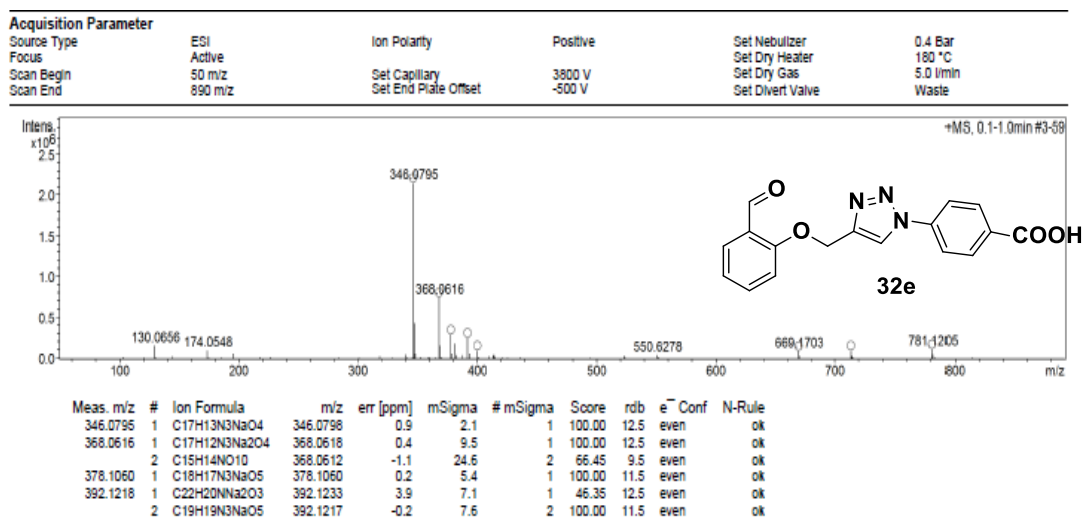 Acquisition Parameter
Source Type ESI Ion Polarity Positive Set Nebulizer 0.4 Bar
Focus Active Set Dry Heater 180 °C
Scan Begin 50 m/z Set Capillary 3800 V Set Dry Gas 5.0 l/min
Scan End 890 m/z Set End Plate Offset -500 V Set Divert Valve Waste
Intens. +MS, 0.1-1.0min #3-59
x10⁶
2.5
346.0795
2.0
O
N=N
N
O
COOH
1.5
32e
1.0
368.0616
0.5
130.0656 174.0548 550.6278 669.1703 781.1205
0.0
100 200 300 400 500 600 700 800 m/z
Meas. m/z # Ion Formula m/z err [ppm] mSigma # mSigma Score rdb e⁻ Conf N-Rule
346.0795 1 C17H13N3NaO4 346.0798 0.9 2.1 1 100.00 12.5 even ok
368.0616 1 C17H12N3Na2O4 368.0618 0.4 9.5 1 100.00 12.5 even ok
2 C15H14NO10 368.0612 -1.1 24.6 2 66.45 9.5 even ok
378.1060 1 C18H17N3NaO5 378.1060 0.2 5.4 1 100.00 11.5 even ok
392.1218 1 C22H20NNa2O3 392.1233 3.9 7.1 1 46.35 12.5 even ok
2 C19H19N3NaO5 392.1217 -0.2 7.6 2 100.00 11.5 even ok